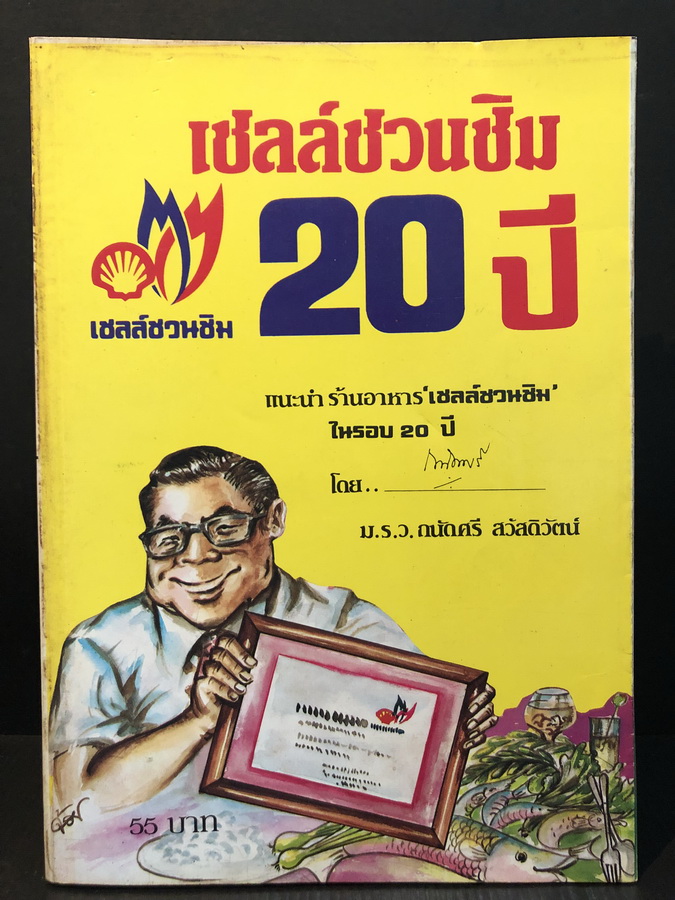 เชลล์ชวนชิม
20 ปี
เชลล์ชวนชิม
แนะนำ ร้านอาหาร 'เชลล์ชวนชิม'
ในรอบ 20 ปี
โดย..
ม.ร.ว. ถนัดศรี สวัสดิวัตน์
55 บาท